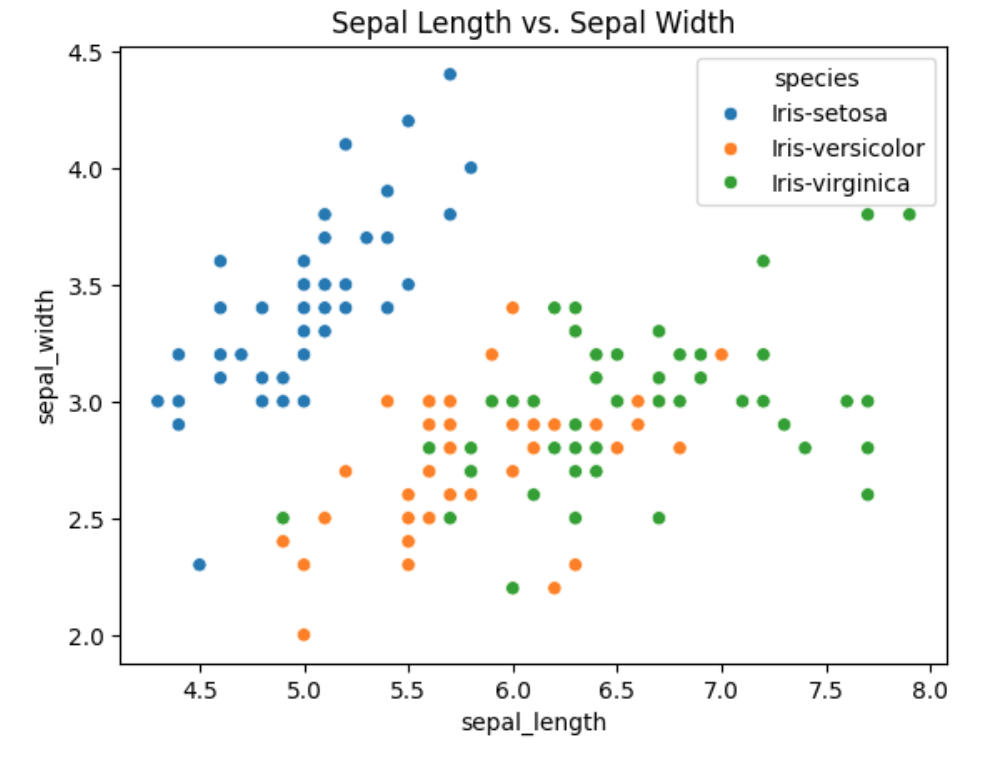 Sepal Length vs. Sepal Width
4.5
4.0
3.5
3.0
2.5
2.0
sepal_width
species
Iris-setosa
Iris-versicolor
Iris-virginica
4.5 5.0 5.5 6.0 6.5 7.0 7.5 8.0
sepal_length